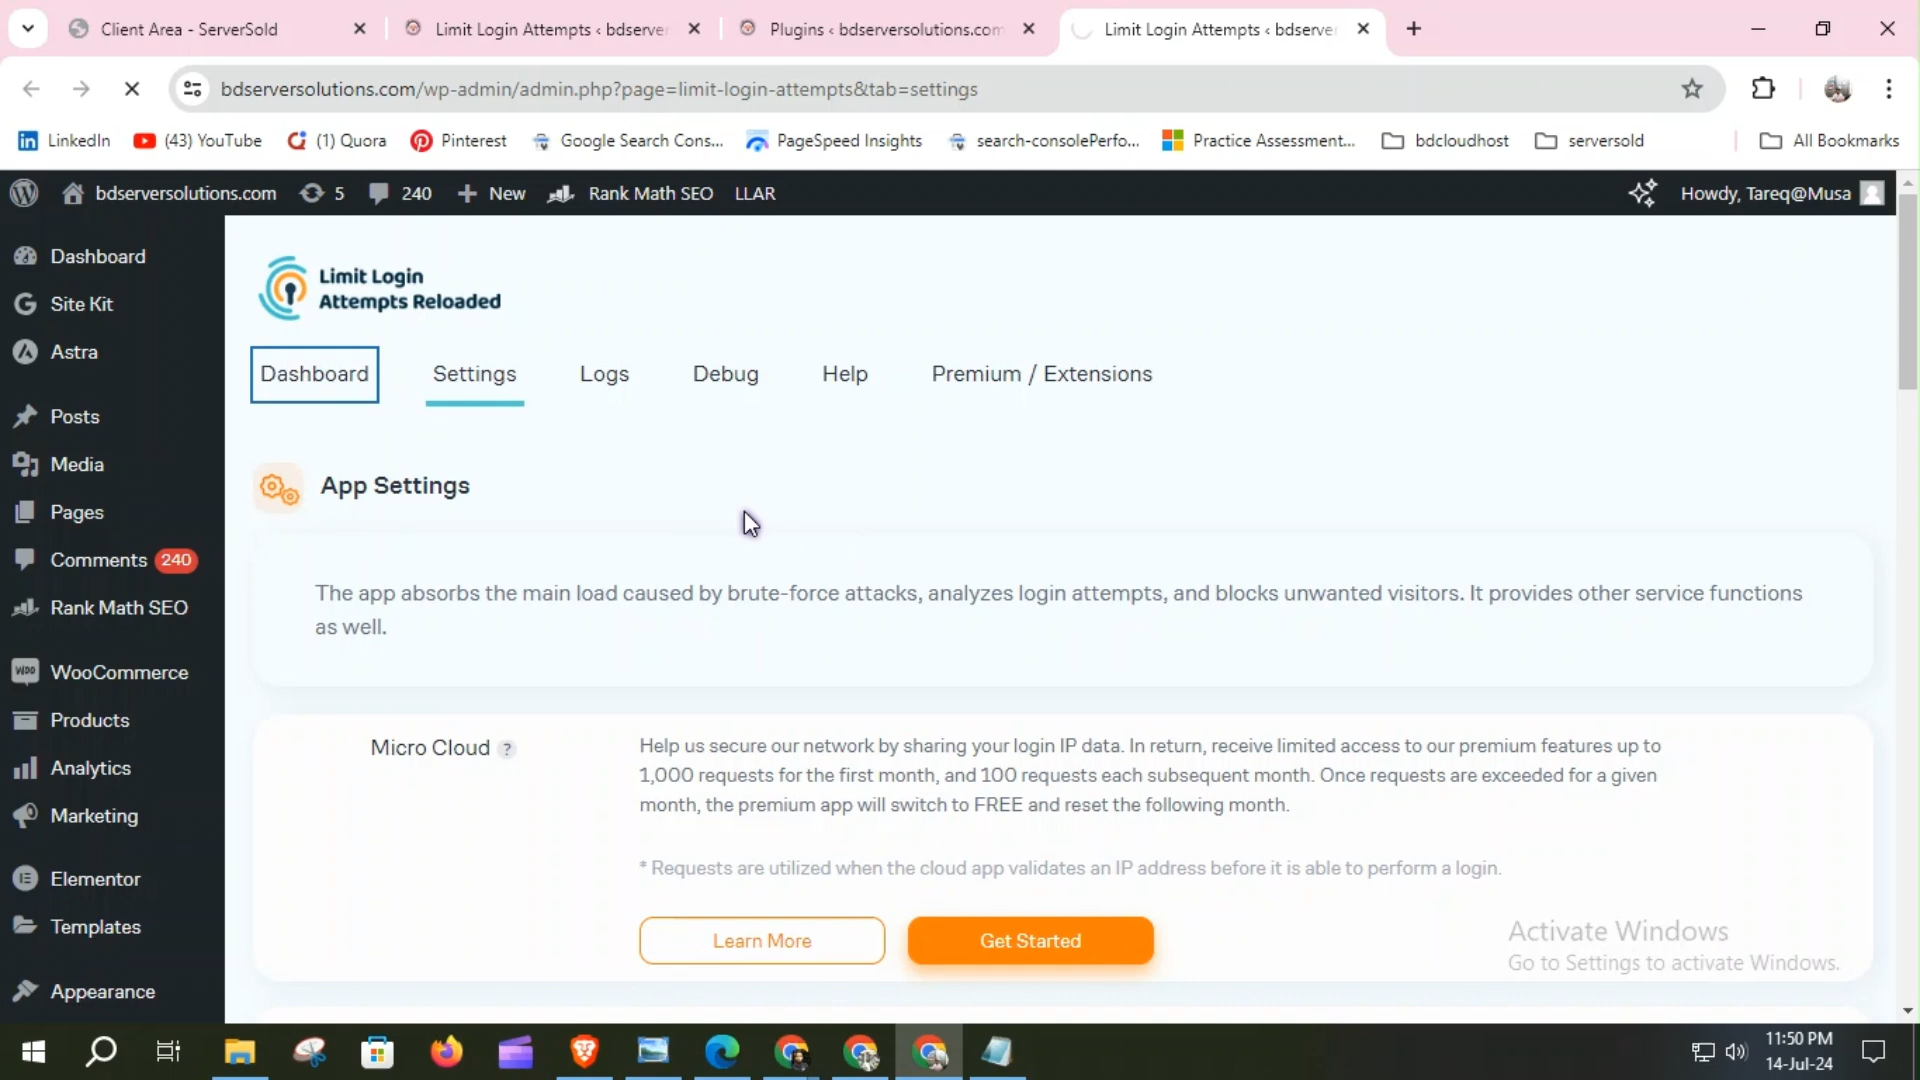 Client Area - ServerSold
Limit Login Attempts ‹ bdserve
Plugins ‹ bdserversolutions.com
Limit Login Attempts ‹ bdserver
bdserversolutions.com/wp-admin/admin.php?page=limit-login-attempts&tab=settings
LinkedIn
(43) YouTube
(1) Quora
Pinterest
Google Search Cons...
PageSpeed Insights
search-consolePerfo...
Practice Assessment...
bdcloudhost
serversold
All Bookmarks
bdserversolutions.com
5
240
New
Rank Math SEO
LLAR
Howdy, Tareq@Musa
Dashboard
Site Kit
Astra
Posts
Media
Pages
Comments 240
Rank Math SEO
WooCommerce
Products
Analytics
Marketing
Elementor
Templates
Appearance
Limit Login
Attempts Reloaded
Dashboard
Settings
Logs
Debug
Help
Premium / Extensions
App Settings
The app absorbs the main load caused by brute-force attacks, analyzes login attempts, and blocks unwanted visitors. It provides other service functions
as well.
Micro Cloud ?
Help us secure our network by sharing your login IP data. In return, receive limited access to our premium features up to
1,000 requests for the first month, and 100 requests each subsequent month. Once requests are exceeded for a given
month, the premium app will switch to FREE and reset the following month.
* Requests are utilized when the cloud app validates an IP address before it is able to perform a login.
Learn More
Get Started
Activate Windows
Go to Settings to activate Windows.
11:50 PM
14-Jul-24